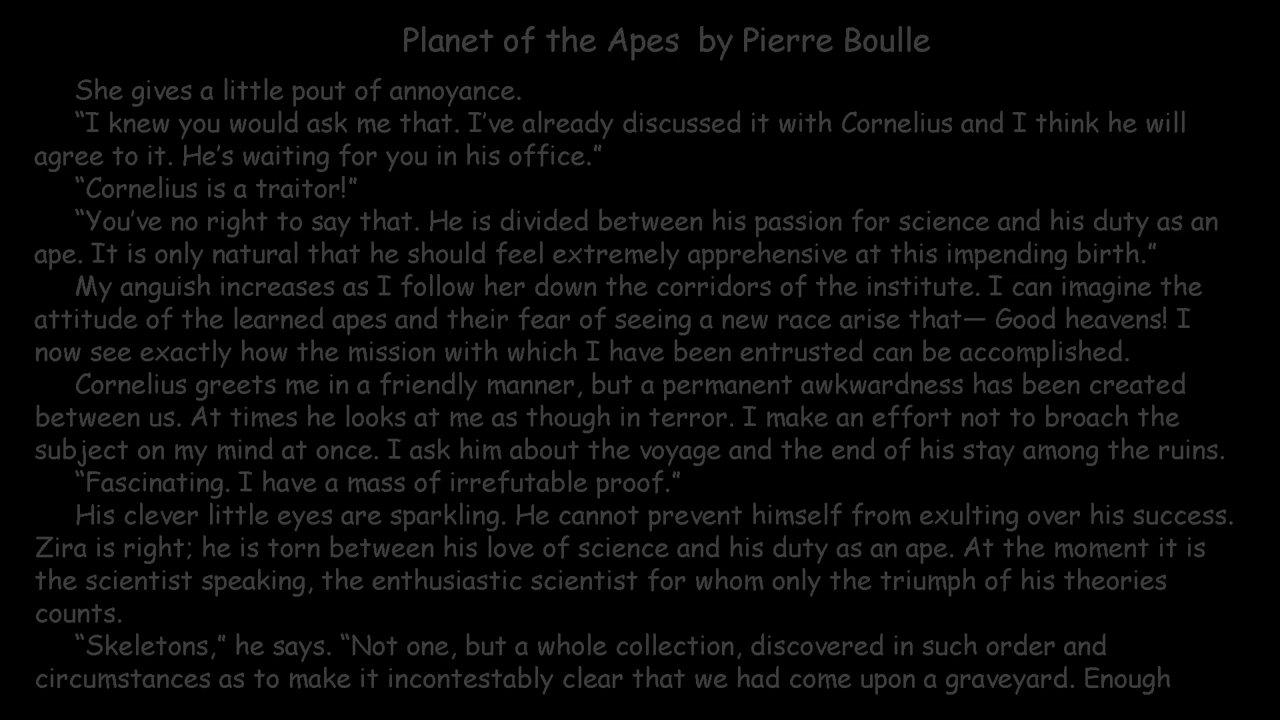 Planet of the Apes  by Pierre Boulle
She gives a little pout of annoyance.
“I knew you would ask me that. I’ve already discussed it with Cornelius and I think he will
agree to it. He’s waiting for you in his office.”
“Cornelius is a traitor!”
“You’ve no right to say that. He is divided between his passion for science and his duty as an
ape. It is only natural that he should feel extremely apprehensive at this impending birth.”
My anguish increases as I follow her down the corridors of the institute. I can imagine the
attitude of the learned apes and their fear of seeing a new race arise that— Good heavens! I
now see exactly how the mission with which I have been entrusted can be accomplished.
Cornelius greets me in a friendly manner, but a permanent awkwardness has been created
between us. At times he looks at me as though in terror. I make an effort not to broach the
subject on my mind at once. I ask him about the voyage and the end of his stay among the ruins.
“Fascinating. I have a mass of irrefutable proof.”
His clever little eyes are sparkling. He cannot prevent himself from exulting over his success.
Zira is right; he is torn between his love of science and his duty as an ape. At the moment it is
the scientist speaking, the enthusiastic scientist for whom only the triumph of his theories
counts.
“Skeletons,” he says. “Not one, but a whole collection, discovered in such order and
circumstances as to make it incontestably clear that we had come upon a graveyard. Enough